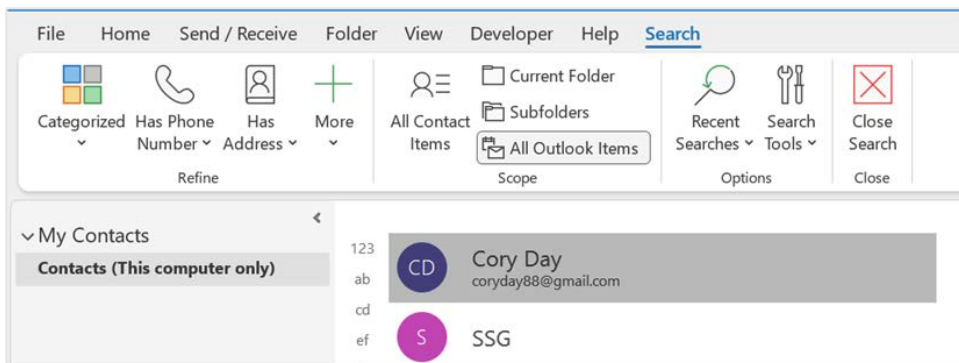 File Home Send / Receive Folder View Developer Help Search
Categorized
Has Phone Number
Has Address
More
Refine
All Contact Items
Current Folder
Subfolders
All Outlook Items
Scope
Recent Searches
Search Tools
Options
Close Search
Close
My Contacts
Contacts (This computer only)
123
ab
cd
ef
CD
Cory Day
coryday88@gmail.com
S
SSG